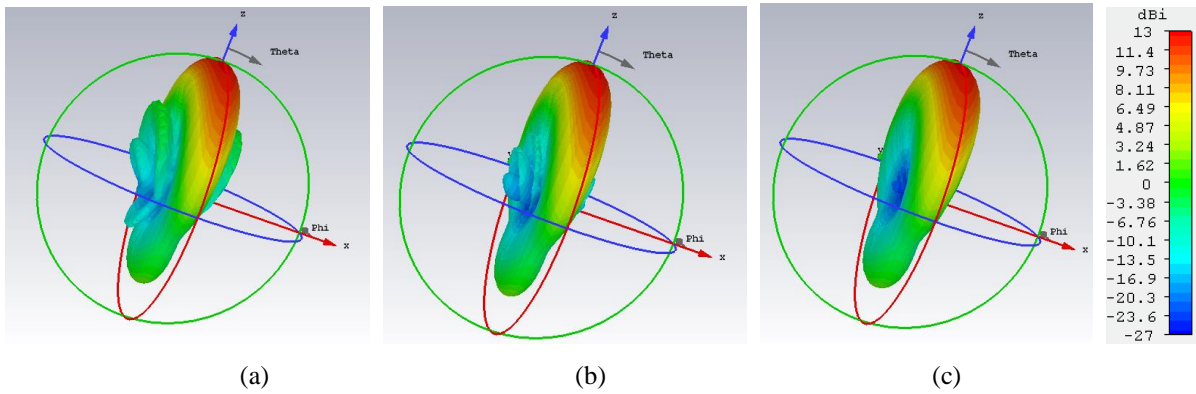 z
Theta
Phi
x
(a)
z
Theta
Phi
x
(b)
z
Theta
y
Phi
x
(c)
dBi
13
11.4
9.73
8.11
6.49
4.87
3.24
1.62
0
-3.38
-6.76
-10.1
-13.5
-16.9
-20.3
-23.6
-27